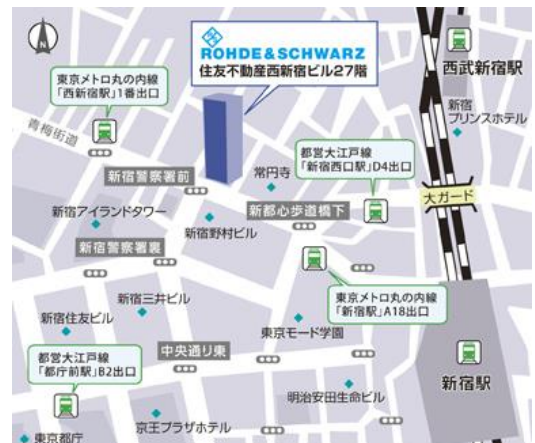 N
ROHDE & SCHWARZ
住友不動産西新宿ビル27階
西武新宿駅
東京メトロ丸の内線
「西新宿駅」1番出口
新宿
プリンスホテル
青梅街道
都営大江戸線
「新宿西口駅」D4出口
新宿警察署前
常円寺
大ガード
新宿アイランドタワー
新都心歩道橋下
新宿野村ビル
新宿警察署裏
新宿三井ビル
東京メトロ丸の内線
「新宿駅」A18出口
新宿住友ビル
東京モード学園
中央通り東
都営大江戸線
「都庁前駅」B2出口
新宿駅
明治安田生命ビル
京王プラザホテル
東京都庁